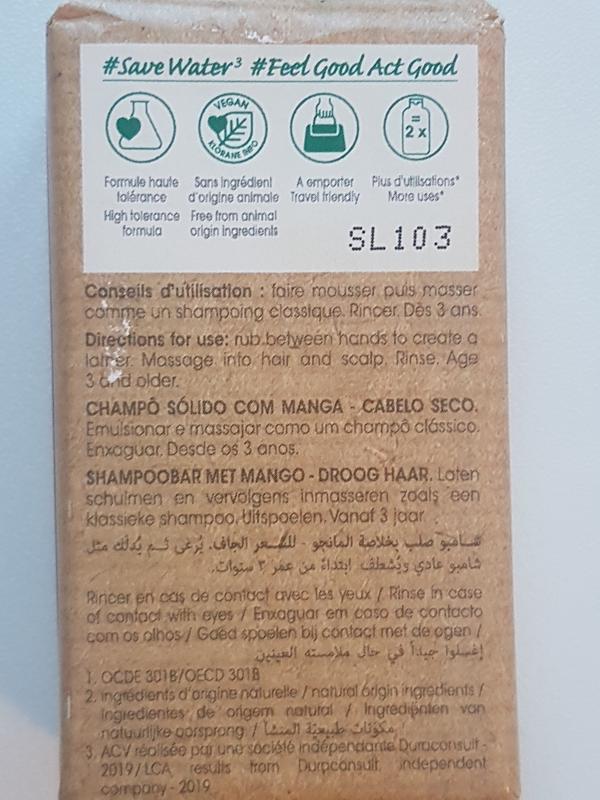 #Save Water³ #Feel Good Act Good
VEGAN
KLORANE INFO
=
2 x
Formule haute tolérance
High tolerance formula
Sans ingrédient d'origine animale
Free from animal origin ingredients
A emporter
Travel friendly
Plus d'utilisations*
More uses*
SL103
Conseils d'utilisation : faire mousser puis masser
comme un shampoing classique. Rincer. Dès 3 ans.
Directions for use: rub between hands to create a
lather. Massage into hair and scalp. Rinse. Age
3 and older.
CHAMPÔ SÓLIDO COM MANGA - CABELO SECO.
Emulsionar e massajar como um champô clássico.
Enxaguar. Desde os 3 anos.
SHAMPOOBAR MET MANGO - DROOG HAAR. Laten
schuimen en vervolgens inmasseren zoals een
klassieke shampoo. Uitspoelen. Vanaf 3 jaar
شامبو صلب بخلاصة المانجو - للشعر الجاف. يُرغى ثم يُدلك مثل
شامبو عادي ويُشطف. إبتداءً من عمر ٣ سنوات.
Rincer en cas de contact avec les yeux / Rinse in case
of contact with eyes / Enxaguar em caso de contacto
com os olhos / Goed spoelen bij contact met de ogen /
إغسلوا جيداً في حال ملامسته العينين
1. OCDE 301B/OECD 301B
2. ingrédients d'origine naturelle / natural origin ingredients /
Ingredientes de origem natural / Ingrediënten van
natuurlijke oorsprong / مكوّنات طبيعيّة المنشأ
3. ACV réalisée par une société indépendante Duraconsult -
2019/LCA results from Durpconsult, independent
company - 2019